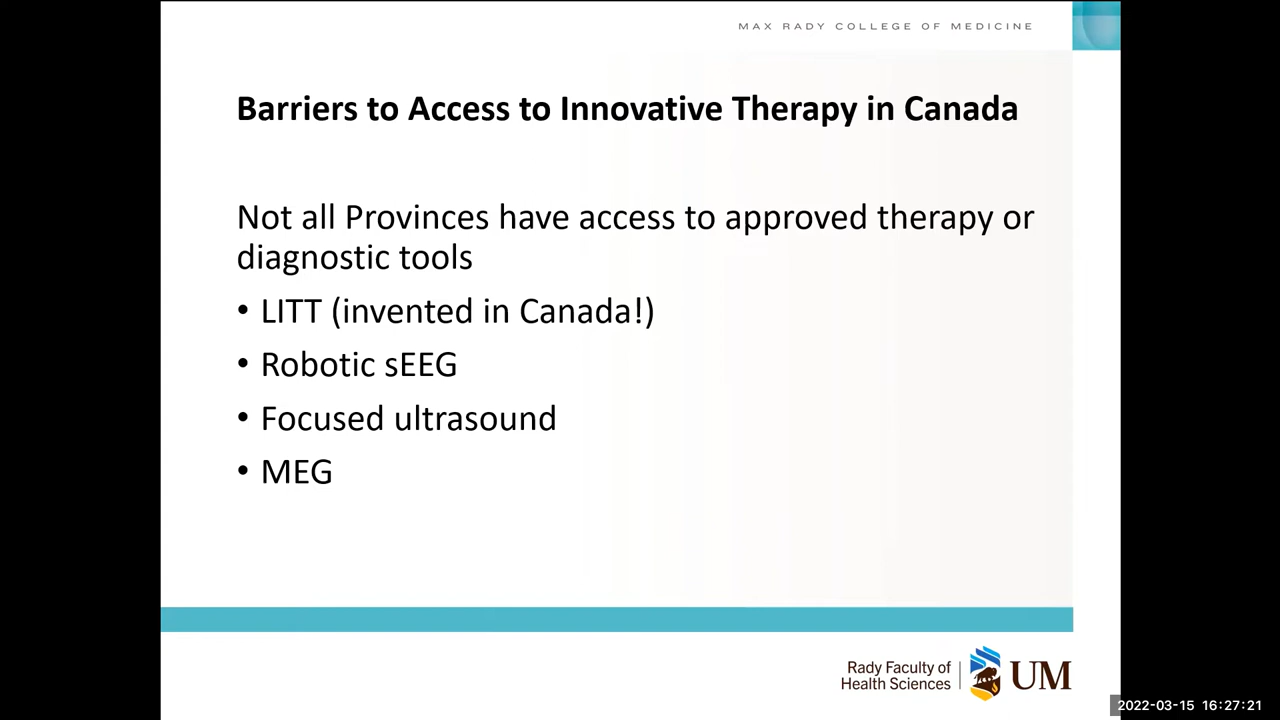 MAX RADY COLLEGE OF MEDICINE
Barriers to Access to Innovative Therapy in Canada
Not all Provinces have access to approved therapy or
diagnostic tools
• LITT (invented in Canada!)
• Robotic sEEG
• Focused ultrasound
• MEG
Rady Faculty of
Health Sciences
UM
2022-03-15 16:27:21